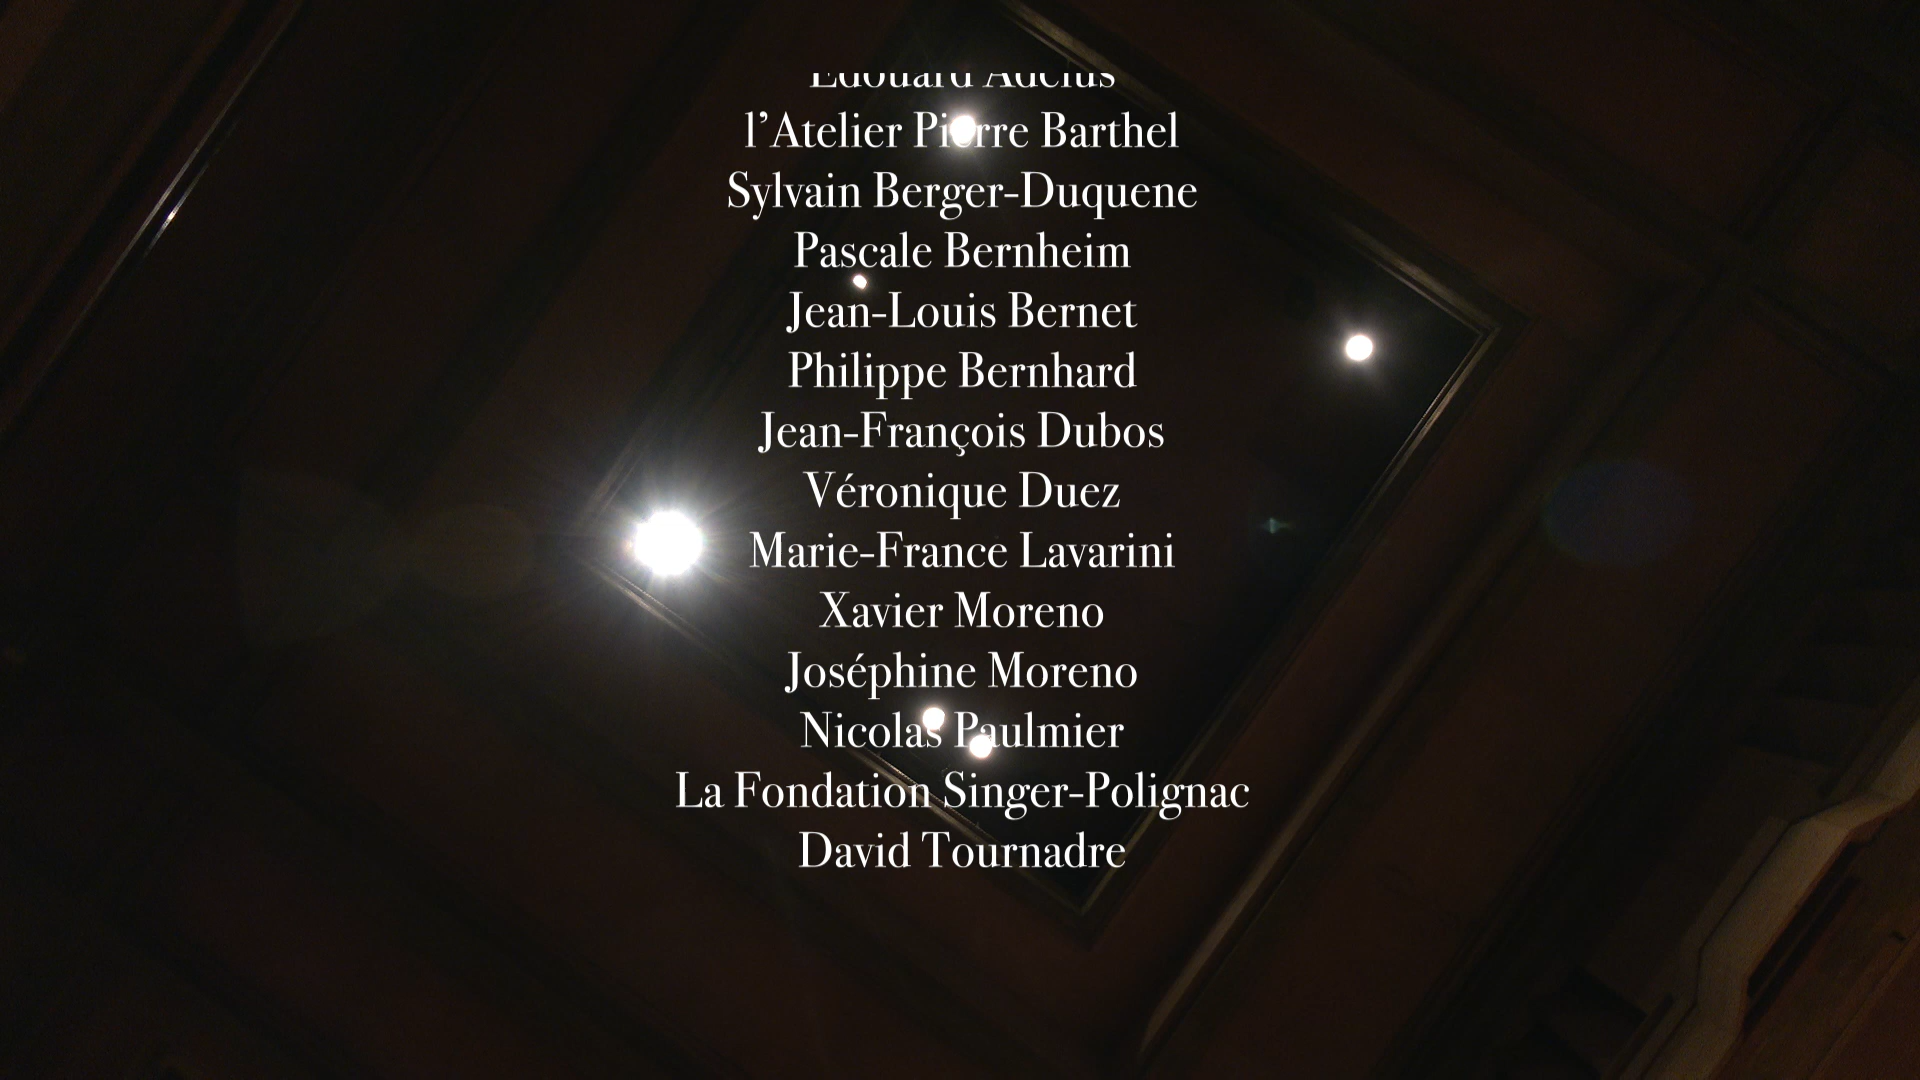 Edouard
l’Atelier Pierre Barthel
Sylvain Berger-Duquene
Pascale Bernheim
Jean-Louis Bernet
Philippe Bernhard
Jean-François Dubos
Véronique Duez
Marie-France Lavarini
Xavier Moreno
Joséphine Moreno
Nicolas Paulmier
La Fondation Singer-Polignac
David Tournadre